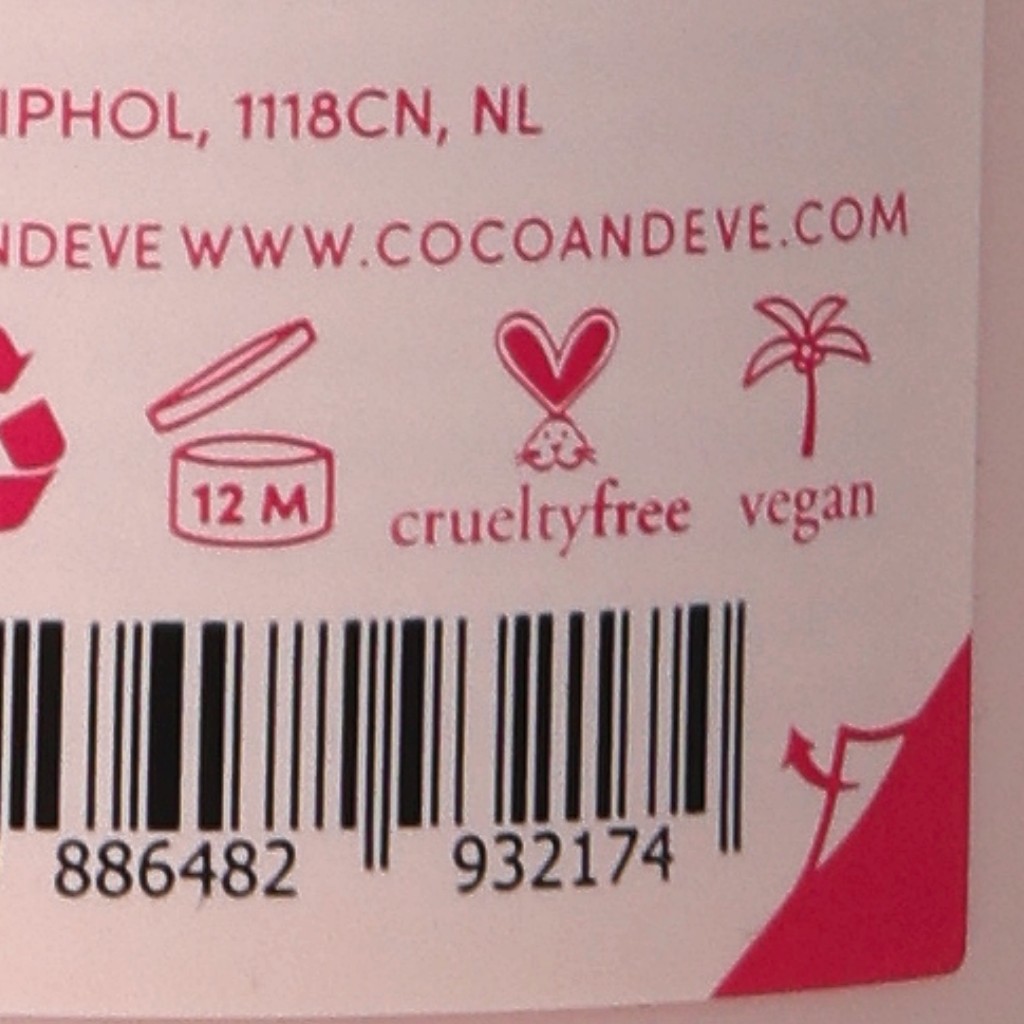 IPHOL, 1118CN, NL
NDEVE WWW.COCOANDEVE.COM
12 M
crueltyfree vegan
886482 932174